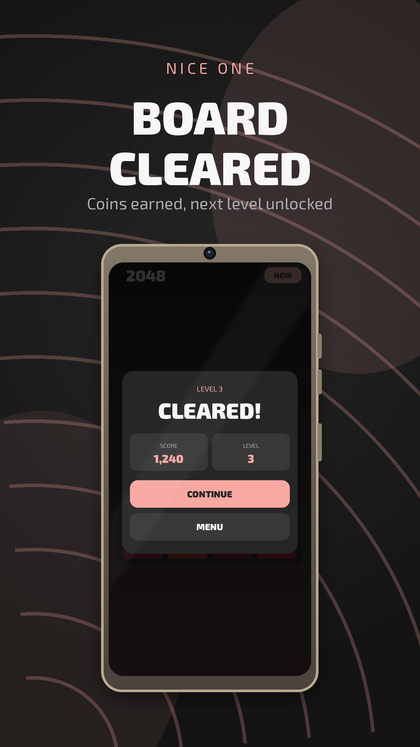 NICE ONE
BOARD
CLEARED
Coins earned, next level unlocked
2048
NEW
LEVEL 3
CLEARED!
SCORE
LEVEL
1,240
3
CONTINUE
MENU